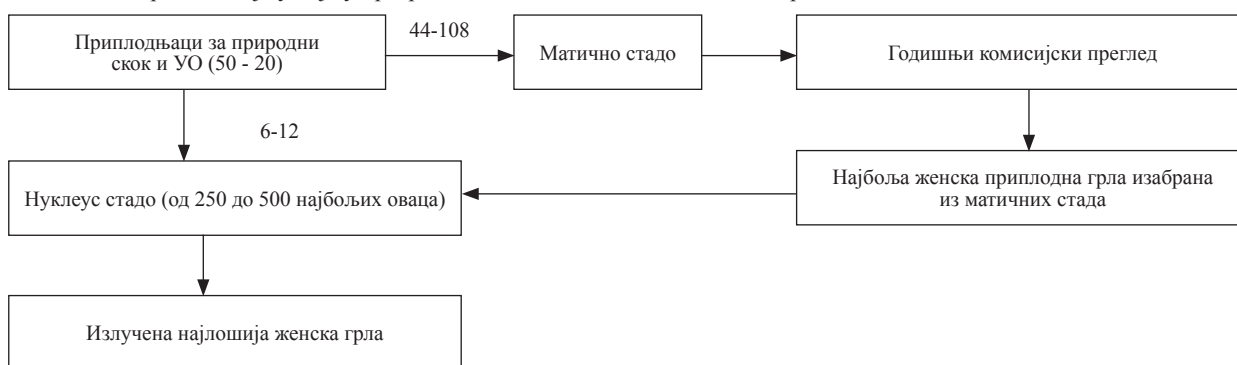 Приплодњаци за природни
скок и УО (50 - 20)
44-108
Матично стадо
Годишњи комисијски преглед
6-12
Нуклеус стадо (од 250 до 500 најбољих оваца)
Најбоља женска приплодна грла изабрана
из матичних стада
Излучена најлошија женска грла